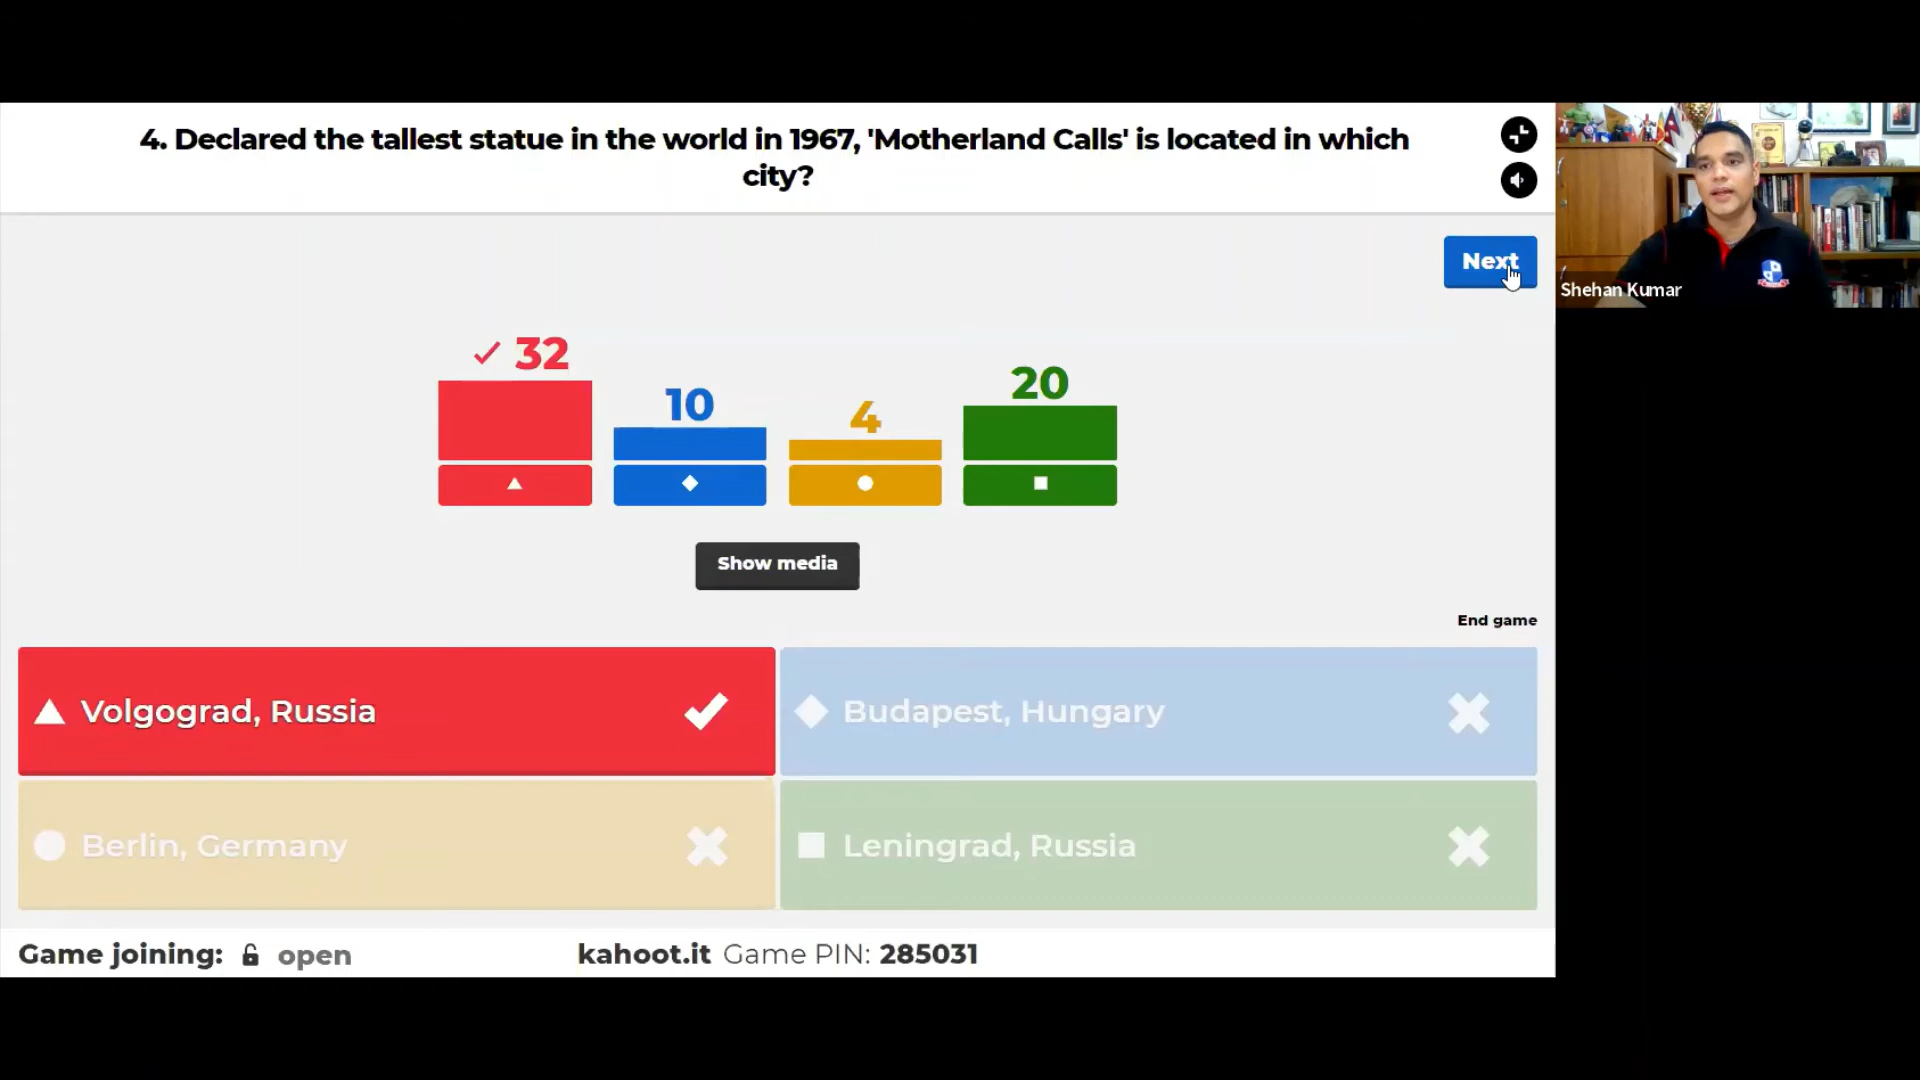 4. Declared the tallest statue in the world in 1967, 'Motherland Calls' is located in which
city?
Next
Shehan Kumar
32
10
4
20
Show media
End game
Volgograd, Russia
Budapest, Hungary
Berlin, Germany
Leningrad, Russia
Game joining: open
kahoot.it Game PIN: 285031